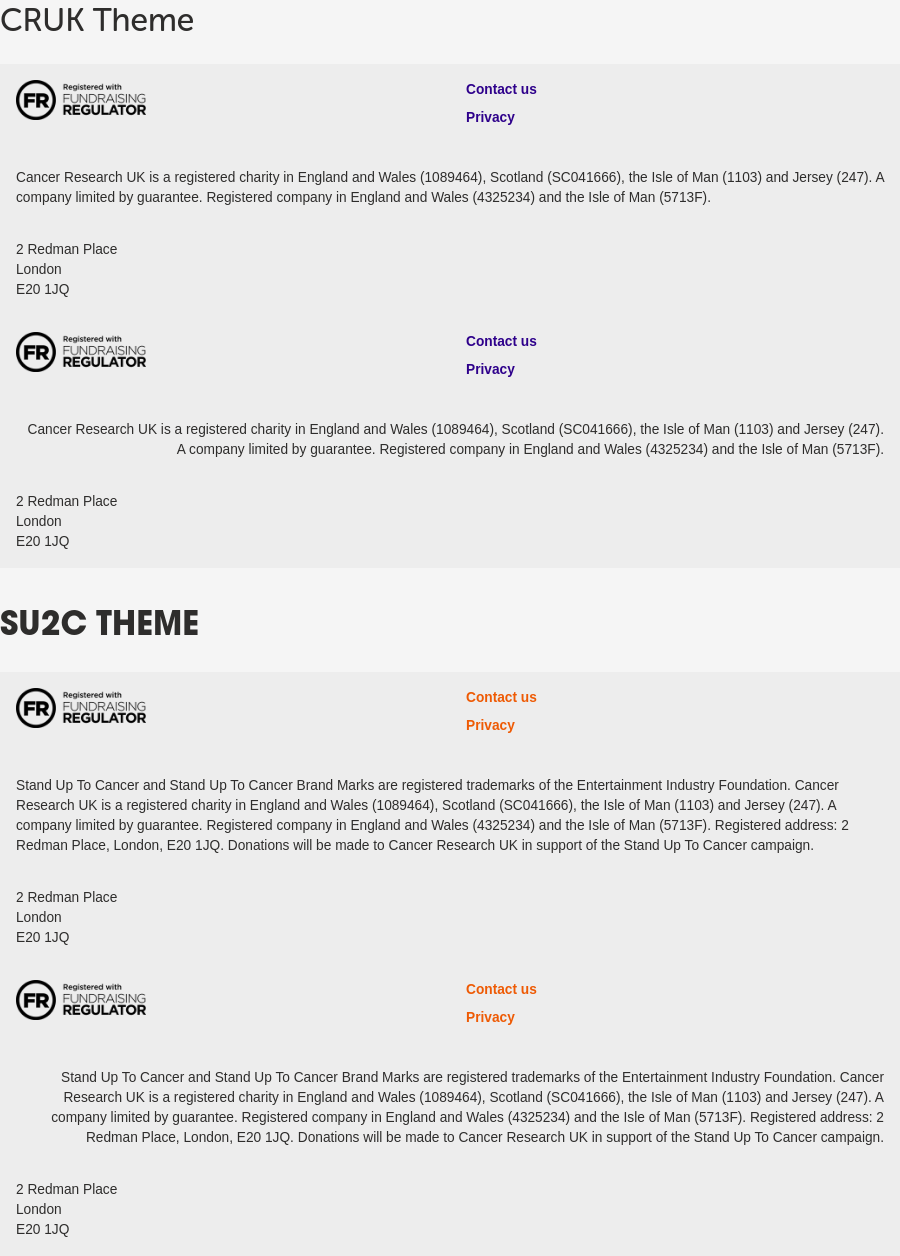 CRUK Theme
FR Registered with
FUNDRAISING
REGULATOR
Contact us
Privacy
Cancer Research UK is a registered charity in England and Wales (1089464), Scotland (SC041666), the Isle of Man (1103) and Jersey (247). A
company limited by guarantee. Registered company in England and Wales (4325234) and the Isle of Man (5713F).
2 Redman Place
London
E20 1JQ
FR Registered with
FUNDRAISING
REGULATOR
Contact us
Privacy
Cancer Research UK is a registered charity in England and Wales (1089464), Scotland (SC041666), the Isle of Man (1103) and Jersey (247).
A company limited by guarantee. Registered company in England and Wales (4325234) and the Isle of Man (5713F).
2 Redman Place
London
E20 1JQ
SU2C THEME
FR Registered with
FUNDRAISING
REGULATOR
Contact us
Privacy
Stand Up To Cancer and Stand Up To Cancer Brand Marks are registered trademarks of the Entertainment Industry Foundation. Cancer
Research UK is a registered charity in England and Wales (1089464), Scotland (SC041666), the Isle of Man (1103) and Jersey (247). A
company limited by guarantee. Registered company in England and Wales (4325234) and the Isle of Man (5713F). Registered address: 2
Redman Place, London, E20 1JQ. Donations will be made to Cancer Research UK in support of the Stand Up To Cancer campaign.
2 Redman Place
London
E20 1JQ
FR Registered with
FUNDRAISING
REGULATOR
Contact us
Privacy
Stand Up To Cancer and Stand Up To Cancer Brand Marks are registered trademarks of the Entertainment Industry Foundation. Cancer
Research UK is a registered charity in England and Wales (1089464), Scotland (SC041666), the Isle of Man (1103) and Jersey (247). A
company limited by guarantee. Registered company in England and Wales (4325234) and the Isle of Man (5713F). Registered address: 2
Redman Place, London, E20 1JQ. Donations will be made to Cancer Research UK in support of the Stand Up To Cancer campaign.
2 Redman Place
London
E20 1JQ